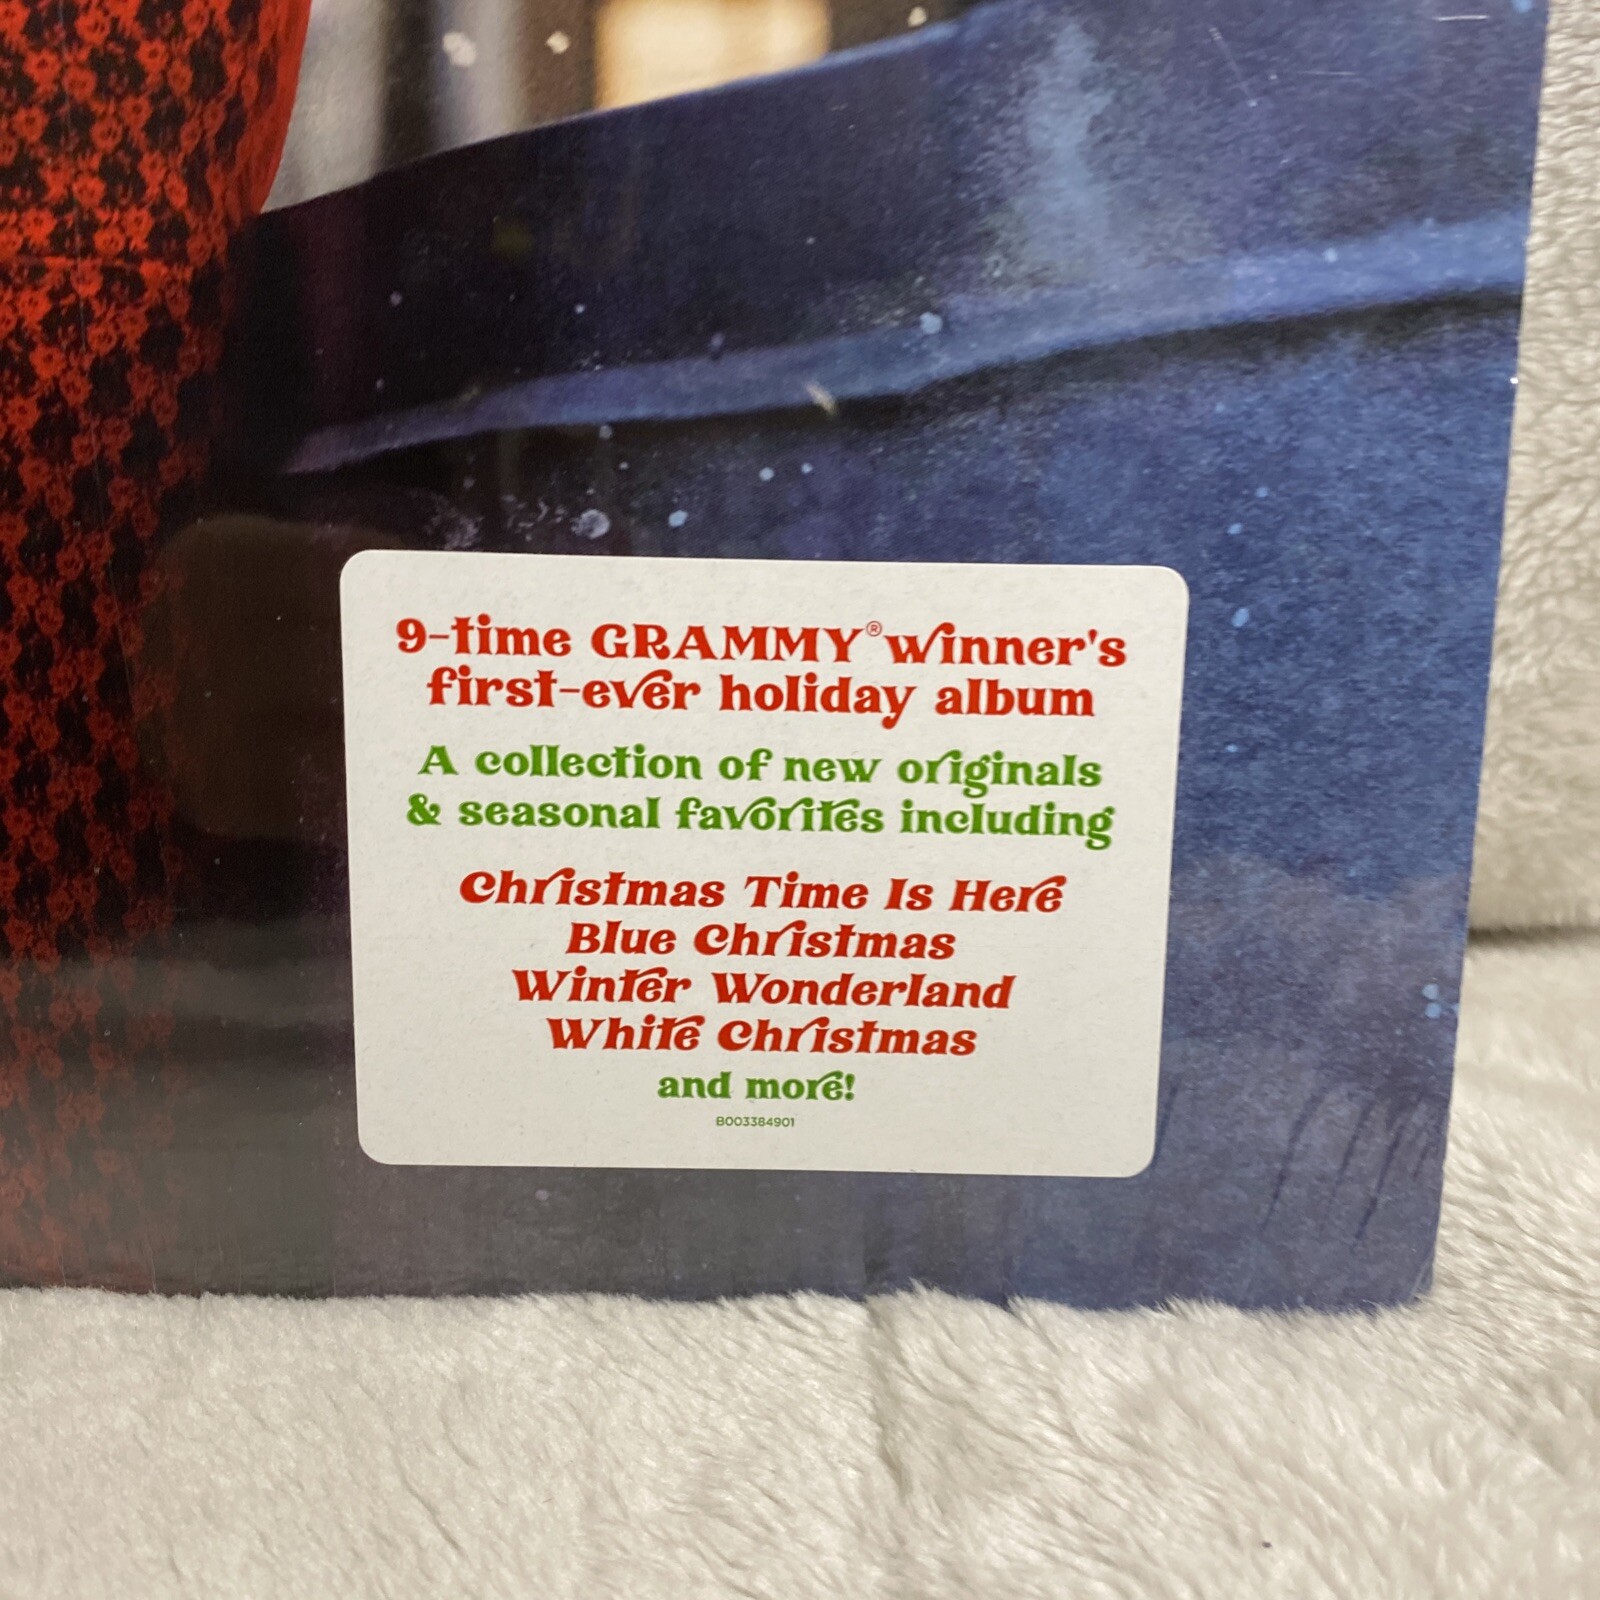 9-time GRAMMY® winner's
first-ever holiday album
A collection of new originals
& seasonal favorites including
Christmas Time Is Here
Blue Christmas
Winter Wonderland
White Christmas
and more!
B003384901